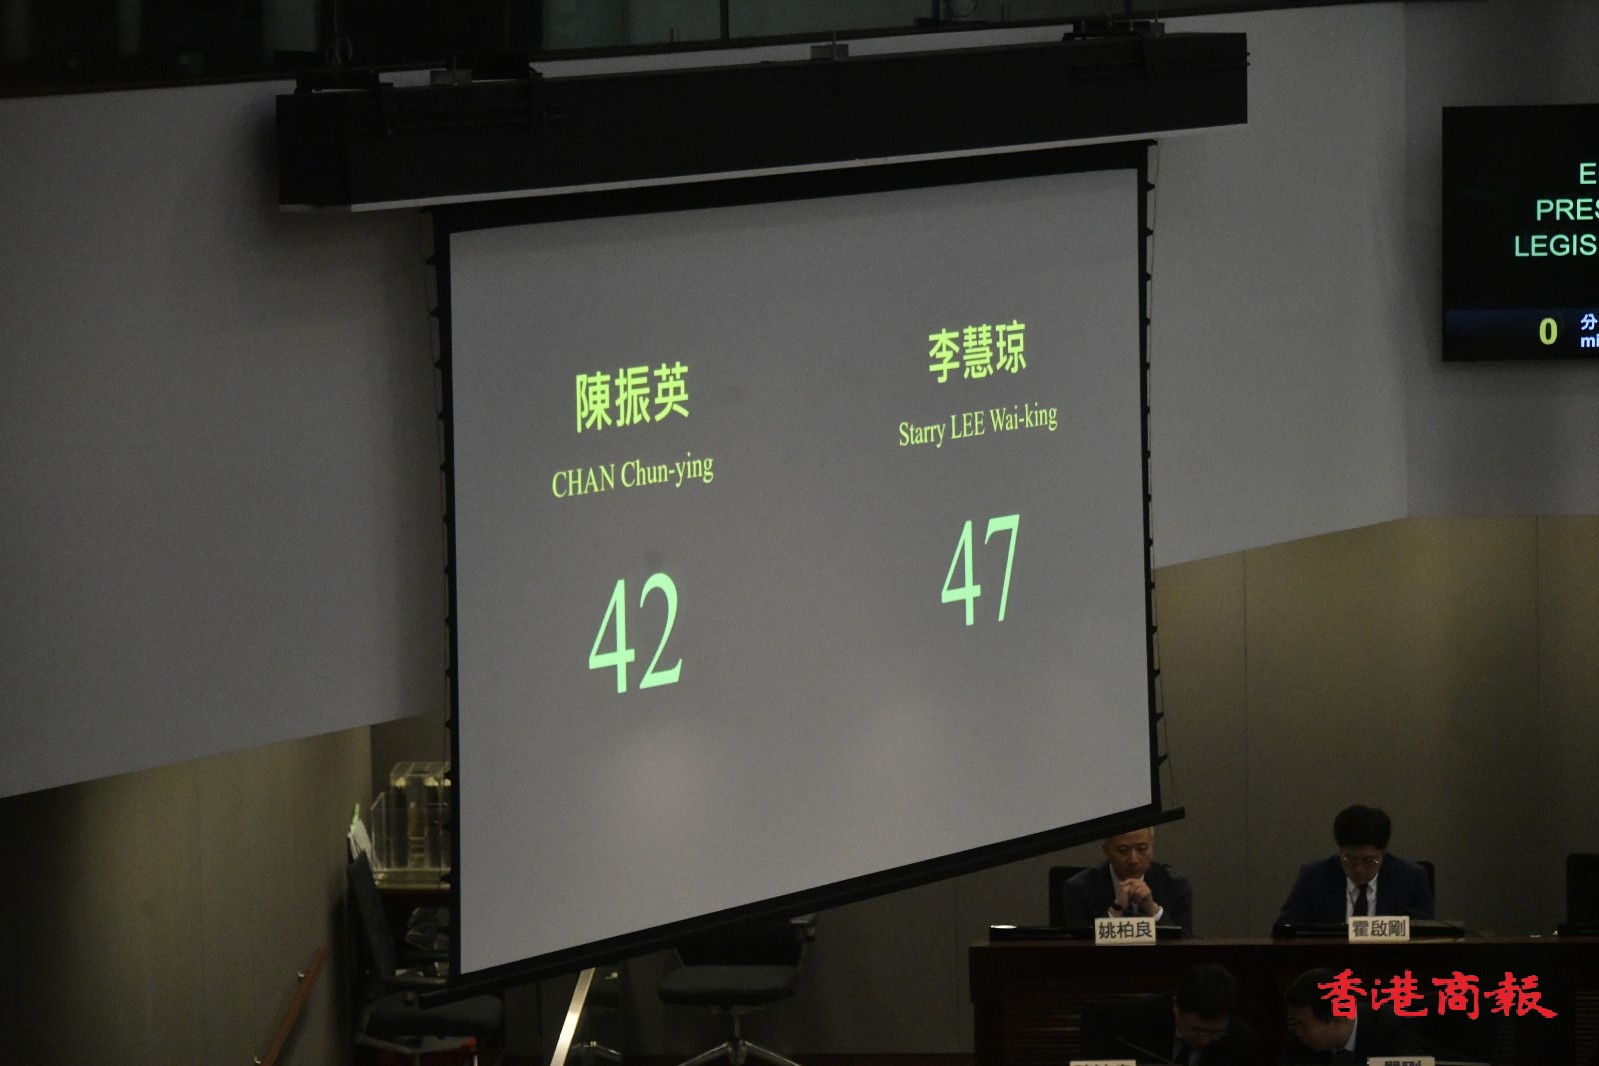 陳振英
CHAN Chun-ying
42
李慧琼
Starry LEE Wai-king
47
E
PRES
LEGIS
0
分
mi
姚柏良
霍啟剛
香港商報